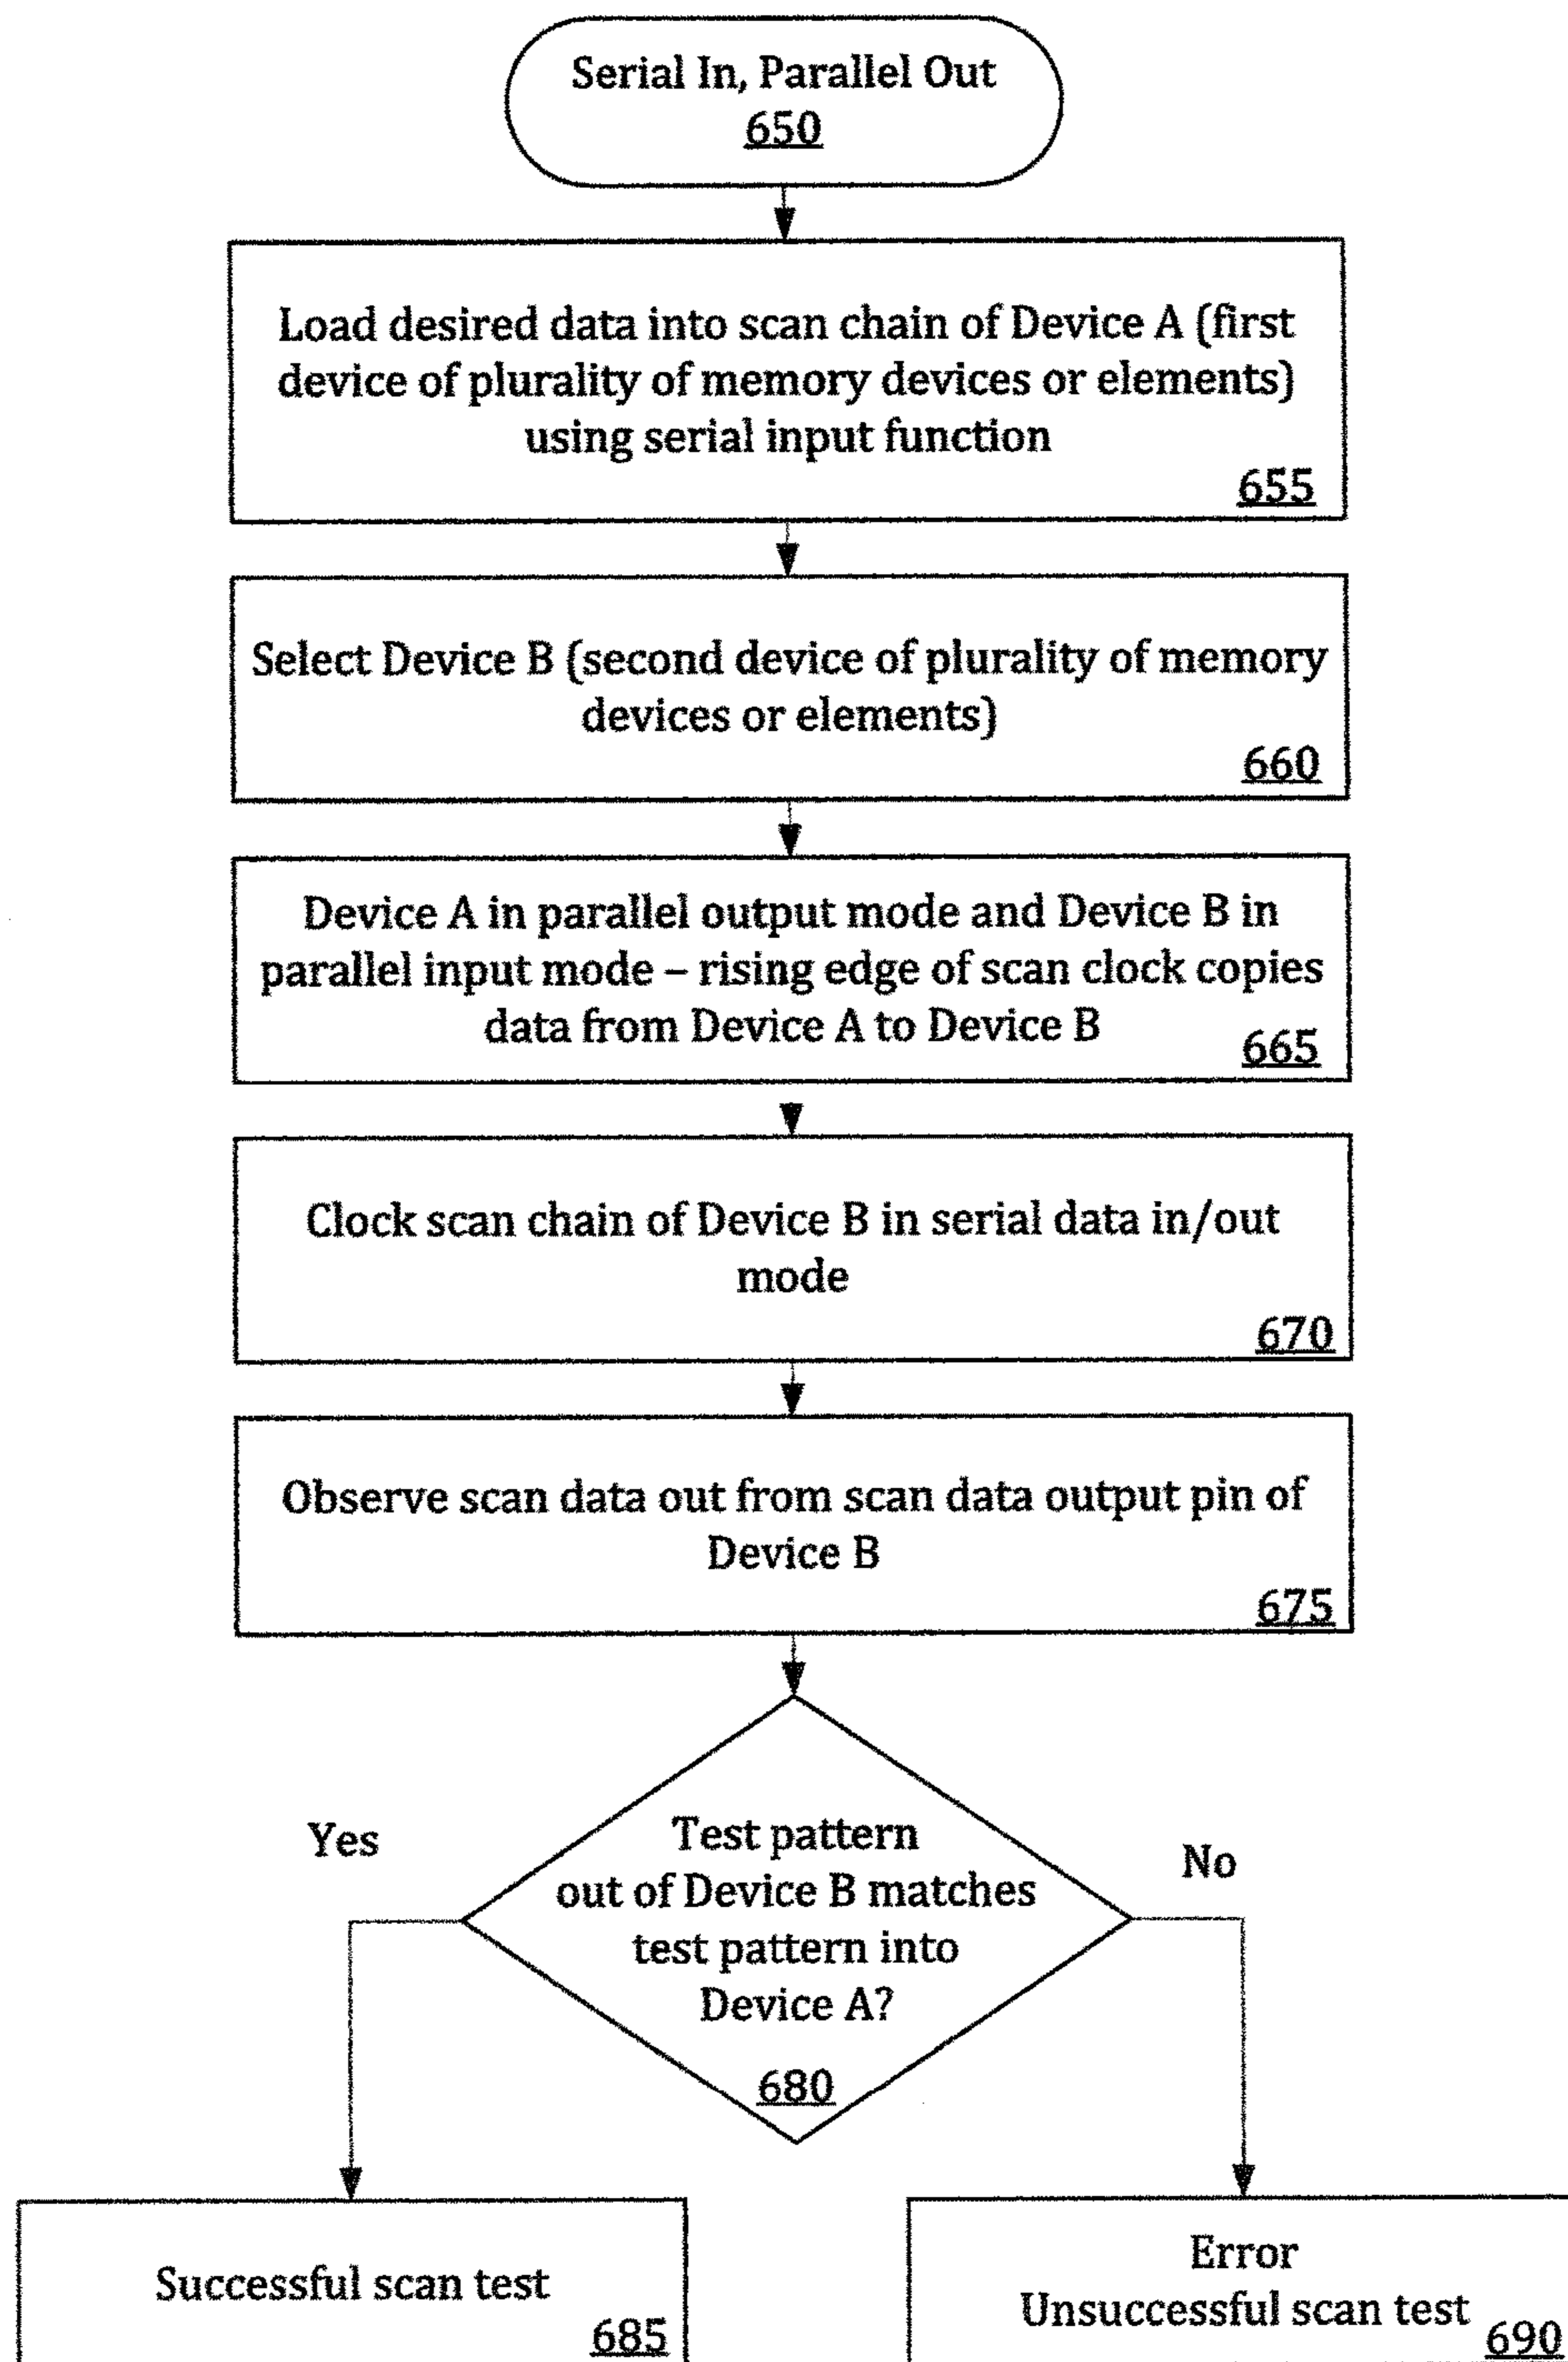 Serial In, Parallel Out
650
Load desired data into scan chain of Device A (first
device of plurality of memory devices or elements)
using serial input function
655
Select Device B (second device of plurality of memory
devices or elements)
660
Device A in parallel output mode and Device B in
parallel input mode – rising edge of scan clock copies
data from Device A to Device B
665
Clock scan chain of Device B in serial data in/out
mode
670
Observe scan data out from scan data output pin of
Device B
675
Yes
No
Test pattern
out of Device B matches
test pattern into
Device A?
680
Successful scan test
685
Error
Unsuccessful scan test
690